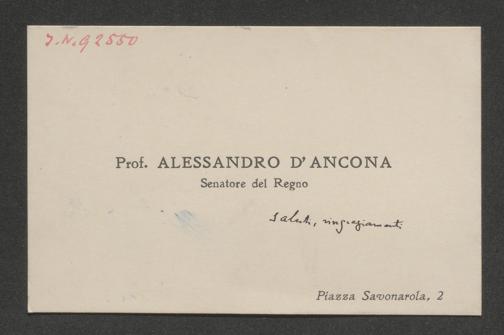 I.N. 92550
Prof. ALESSANDRO D'ANCONA
Senatore del Regno
saluti, ringraziamenti
Piazza Savonarola, 2